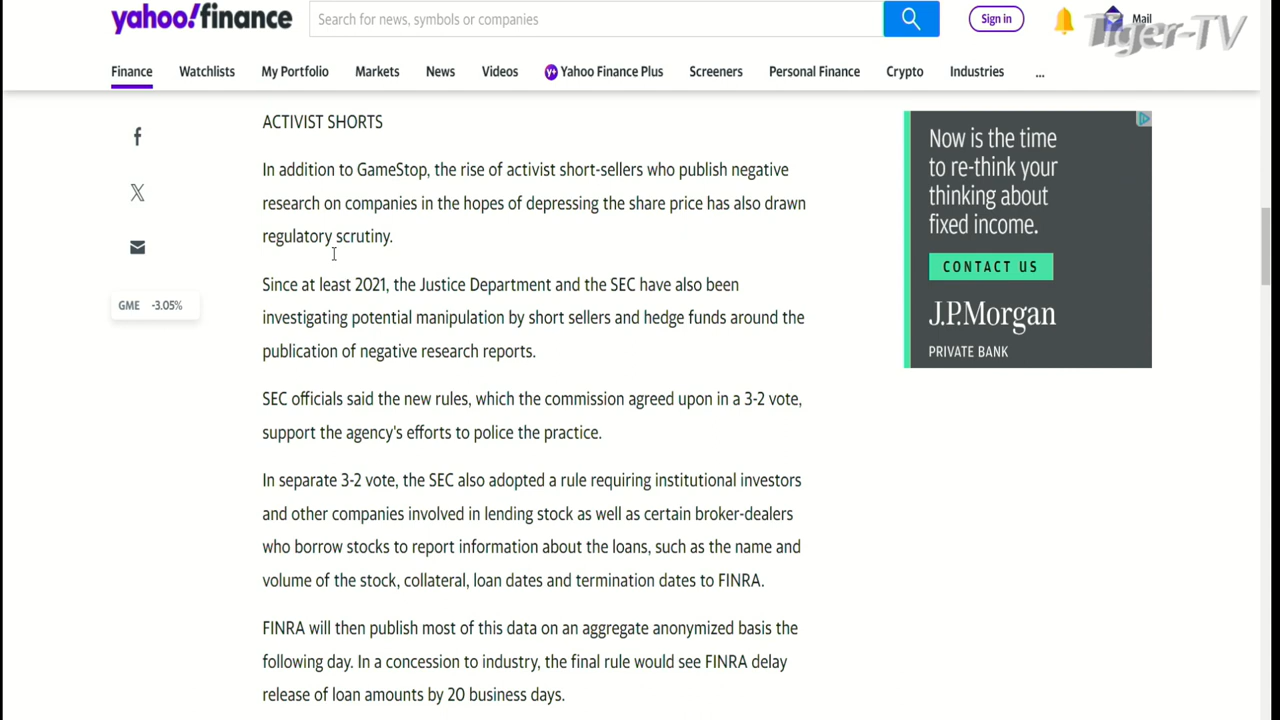 yahoo!finance
Search for news, symbols or companies
Sign in
Mail
Tiger-TV
Finance
Watchlists
My Portfolio
Markets
News
Videos
Y+ Yahoo Finance Plus
Screeners
Personal Finance
Crypto
Industries
...
ACTIVIST SHORTS
In addition to GameStop, the rise of activist short-sellers who publish negative
research on companies in the hopes of depressing the share price has also drawn
regulatory scrutiny.
Since at least 2021, the Justice Department and the SEC have also been
investigating potential manipulation by short sellers and hedge funds around the
publication of negative research reports.
SEC officials said the new rules, which the commission agreed upon in a 3-2 vote,
support the agency's efforts to police the practice.
In separate 3-2 vote, the SEC also adopted a rule requiring institutional investors
and other companies involved in lending stock as well as certain broker-dealers
who borrow stocks to report information about the loans, such as the name and
volume of the stock, collateral, loan dates and termination dates to FINRA.
FINRA will then publish most of this data on an aggregate anonymized basis the
following day. In a concession to industry, the final rule would see FINRA delay
release of loan amounts by 20 business days.
GME -3.05%
Now is the time
to re-think your
thinking about
fixed income.
CONTACT US
J.P.Morgan
PRIVATE BANK